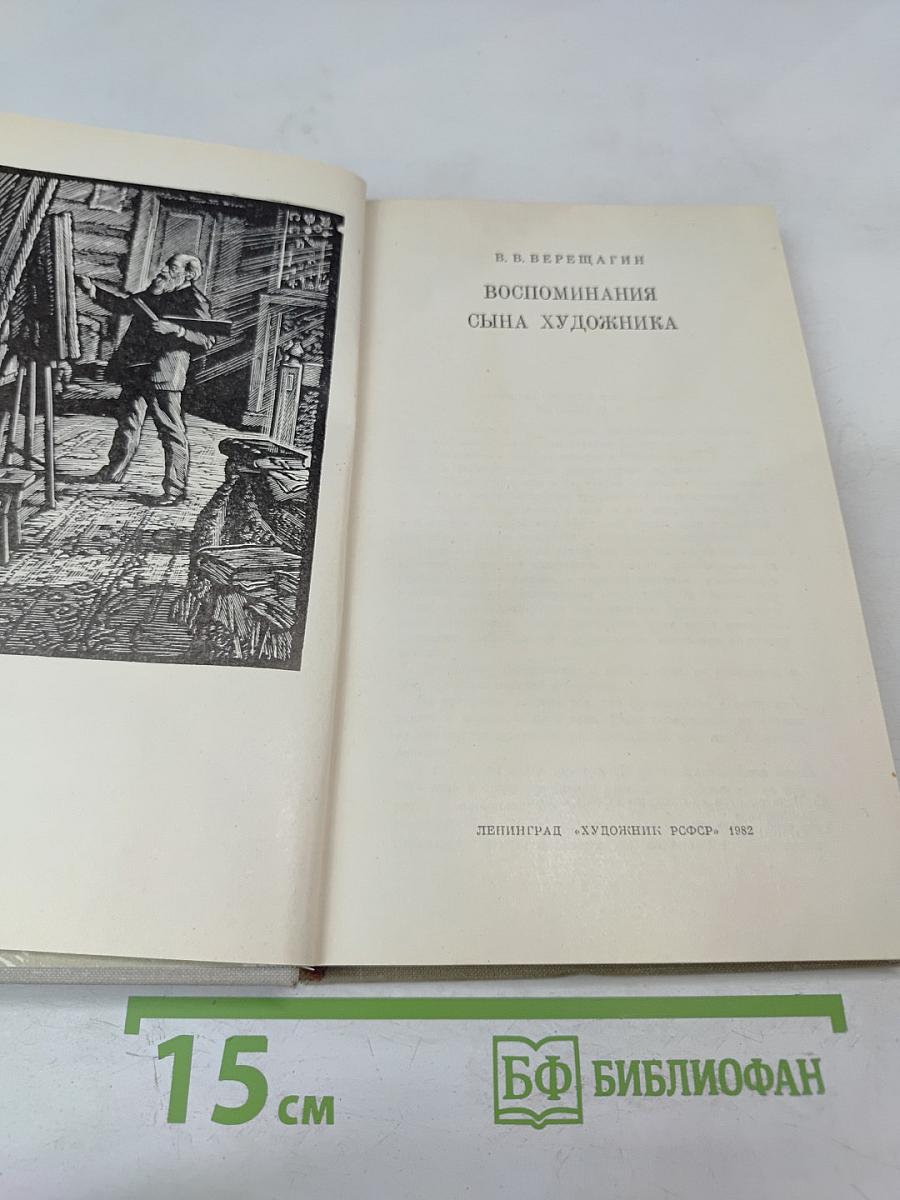 В. В. ВЕРЕЩАГИН
ВОСПОМИНАНИЯ
СЫНА ХУДОЖНИКА
ЛЕНИНГРАД «ХУДОЖНИК РСФСР» 1982
15 см
БФ БИБЛИОФАН